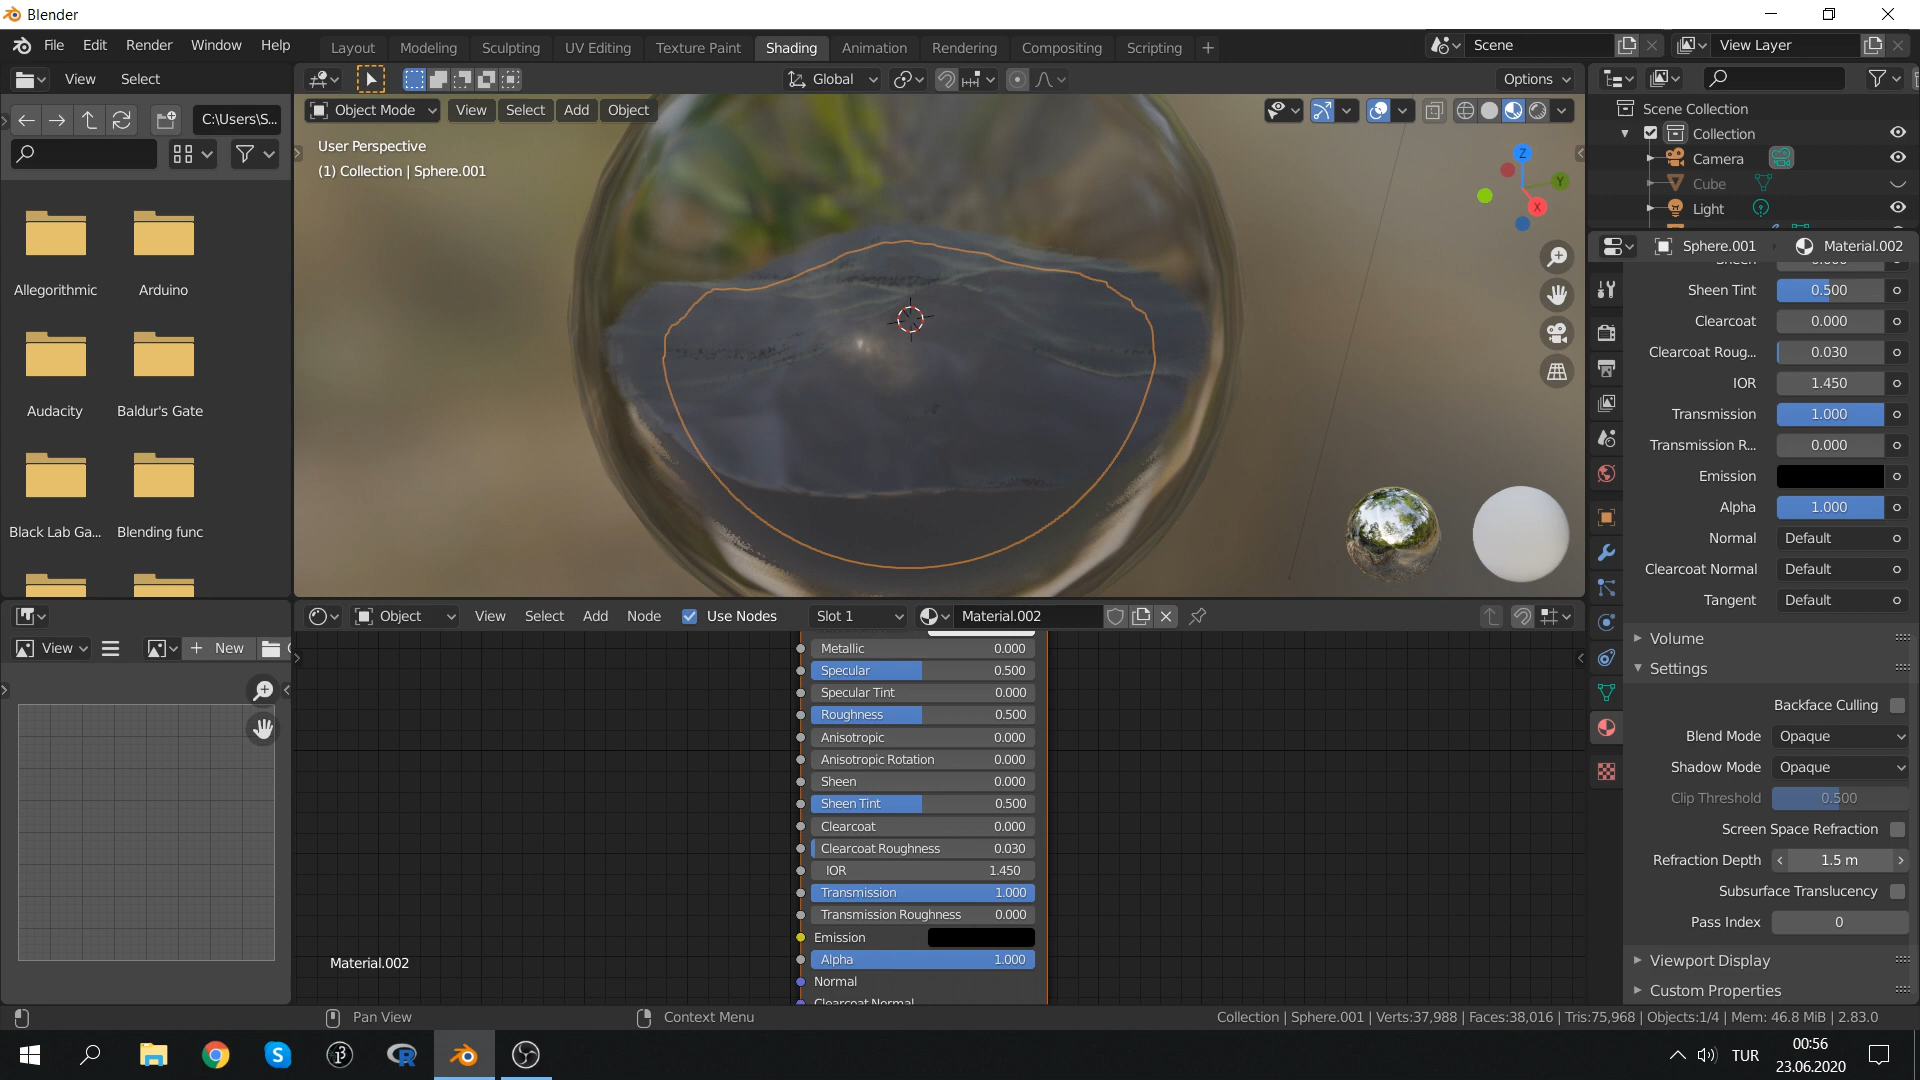 Blender
File Edit Render Window Help
Layout Modeling Sculpting UV Editing Texture Paint Shading Animation Rendering Compositing Scripting +
Scene
View Layer
View Select
Global
Options
C:\Users\S...
Object Mode View Select Add Object
User Perspective
(1) Collection | Sphere.001
Z
Y
X
Scene Collection
Collection
Camera
Cube
Light
Sphere.001 Material.002
Allegorithmic
Arduino
Audacity
Baldur's Gate
Black Lab Ga...
Blending func
Sheen 0.000
Sheen Tint 0.500
Clearcoat 0.000
Clearcoat Roug... 0.030
IOR 1.450
Transmission 1.000
Transmission R... 0.000
Emission
Alpha 1.000
Normal Default
Clearcoat Normal Default
Tangent Default
Volume
Settings
Backface Culling
Blend Mode Opaque
Shadow Mode Opaque
Clip Threshold 0.500
Screen Space Refraction
Refraction Depth 1.5 m
Subsurface Translucency
Pass Index 0
Viewport Display
Custom Properties
View + New
Object View Select Add Node Use Nodes Slot 1 Material.002
Metallic 0.000
Specular 0.500
Specular Tint 0.000
Roughness 0.500
Anisotropic 0.000
Anisotropic Rotation 0.000
Sheen 0.000
Sheen Tint 0.500
Clearcoat 0.000
Clearcoat Roughness 0.030
IOR 1.450
Transmission 1.000
Transmission Roughness 0.000
Emission
Alpha 1.000
Normal
Clearcoat Normal
Material.002
Pan View
Context Menu
Collection | Sphere.001 | Verts:37,988 | Faces:38,016 | Tris:75,968 | Objects:1/4 | Mem: 46.8 MiB | 2.83.0
TUR
00:56
23.06.2020